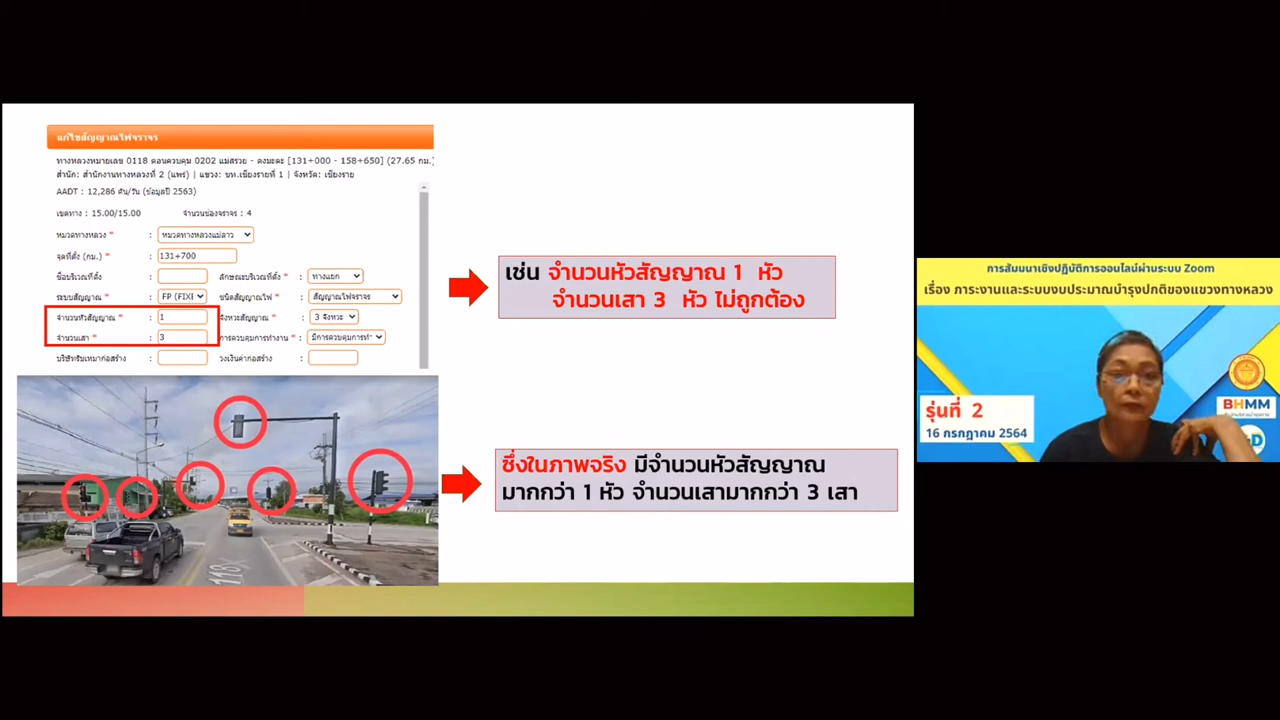 แก้ไขสัญญาณไฟจราจร
ทางหลวงหมายเลข 0118 ตอนควบคุม 0202 แม่สรวย - ดงมะดะ [131+000 - 158+650] (27.65 กม.)
สำนัก: สำนักงานทางหลวงที่ 2 (แพร่) | แขวง: ขท.เชียงรายที่ 1 | จังหวัด: เชียงราย
AADT : 12,286 คัน/วัน (ข้อมูลปี 2563)
เขตทาง : 15.00/15.00 จำนวนช่องจราจร : 4
หมวดทางหลวง * : หมวดทางหลวงแม่ลาว
จุดที่ตั้ง (กม.) * : 131+700
ชื่อบริเวณที่ตั้ง : ลักษณะบริเวณที่ตั้ง * : ทางแยก
ระบบสัญญาณ * : FP (FIXE ชนิดสัญญาณไฟ * : สัญญาณไฟจราจร
จำนวนหัวสัญญาณ * : 1 จังหวะสัญญาณ * : 3 จังหวะ
จำนวนเสา * : 3 การควบคุมการทำงาน * : มีการควบคุมการทำ
บริษัทรับเหมาก่อสร้าง : วงเงินค่าก่อสร้าง :
เช่น จำนวนหัวสัญญาณ 1 หัว
จำนวนเสา 3 หัว ไม่ถูกต้อง
ซึ่งในภาพจริง มีจำนวนหัวสัญญาณ
มากกว่า 1 หัว จำนวนเสามากกว่า 3 เสา
118
การสัมมนาเชิงปฏิบัติการออนไลน์ผ่านระบบ Zoom
เรื่อง ภาระงานและระบบงบประมาณบำรุงปกติของแขวงทางหลวง
รุ่นที่ 2
16 กรกฎาคม 2564
BHMM